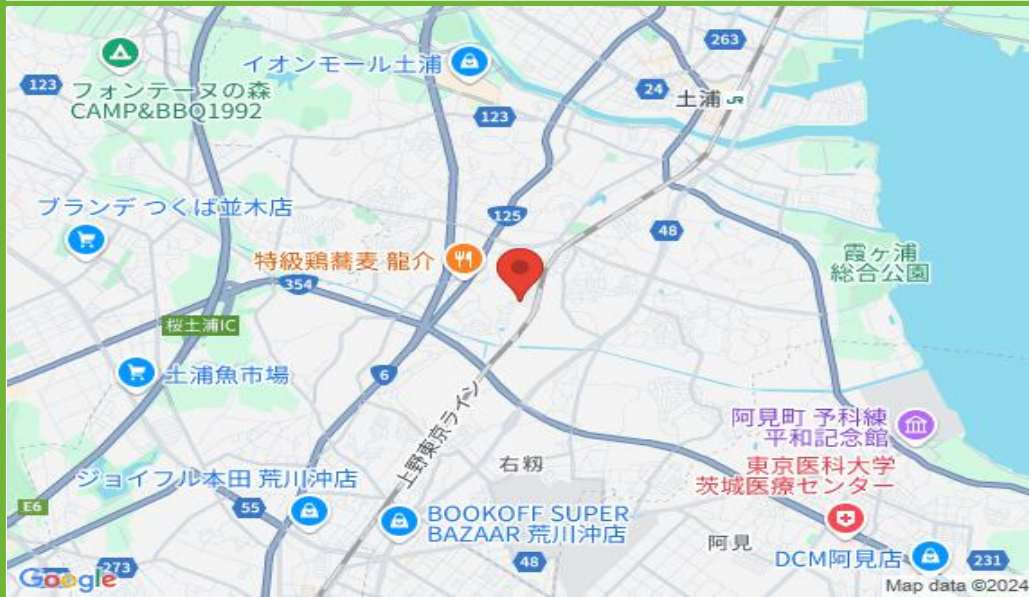 263
イオンモール土浦
123
フォンテーヌの森
CAMP&BBQ1992
24
土浦 JR
123
ブランデ つくば並木店
125
48
特級鶏蕎麦 龍介
霞ヶ浦
総合公園
354
桜土浦IC
土浦魚市場
6
上野東京ライン
阿見町 予科練
平和記念館
右籾
東京医科大学
茨城医療センター
ジョイフル本田 荒川沖店
E6
55
BOOKOFF SUPER
BAZAAR 荒川沖店
阿見
48
DCM阿見店
231
273
Google
Map data ©2024